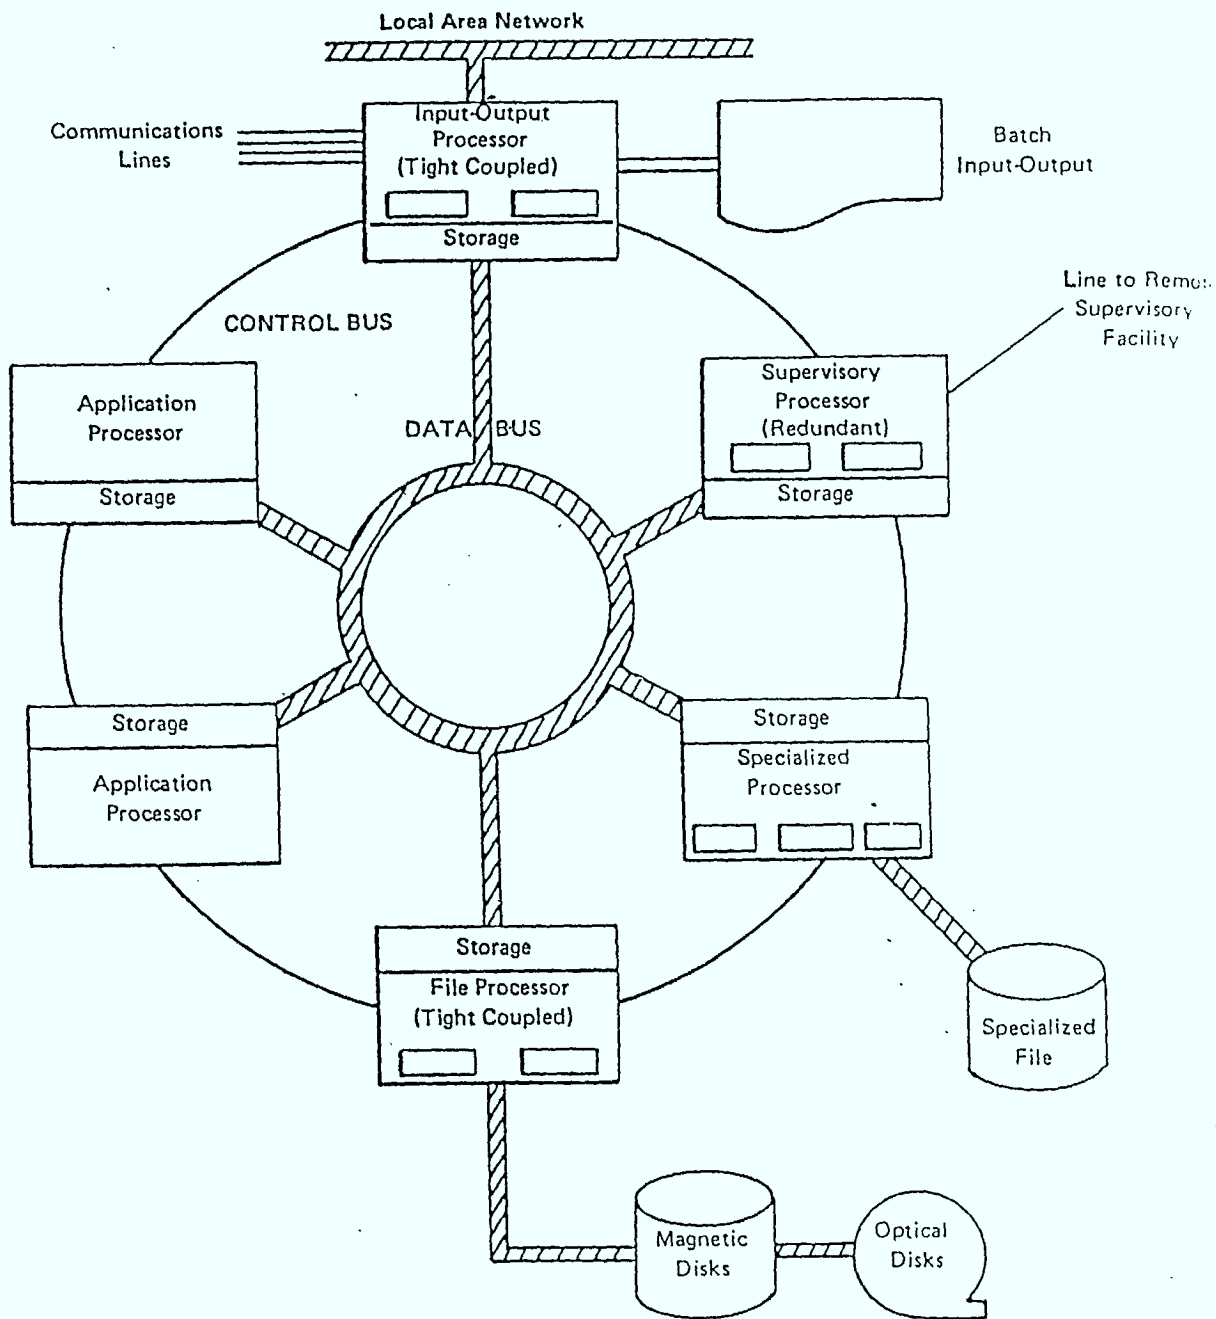 Local Area Network
Communications
Lines
Input-Output
Processor
(Tight Coupled)
Storage
Batch
Input-Output
CONTROL BUS
Line to Remo
Supervisory
Facility
Application
Processor
Storage
DATA BUS
Supervisory
Processor
(Redundant)
Storage
Storage
Application
Processor
Storage
Specialized
Processor
Storage
File Processor
(Tight Coupled)
Specialized
File
Magnetic
Disks
Optical
Disks